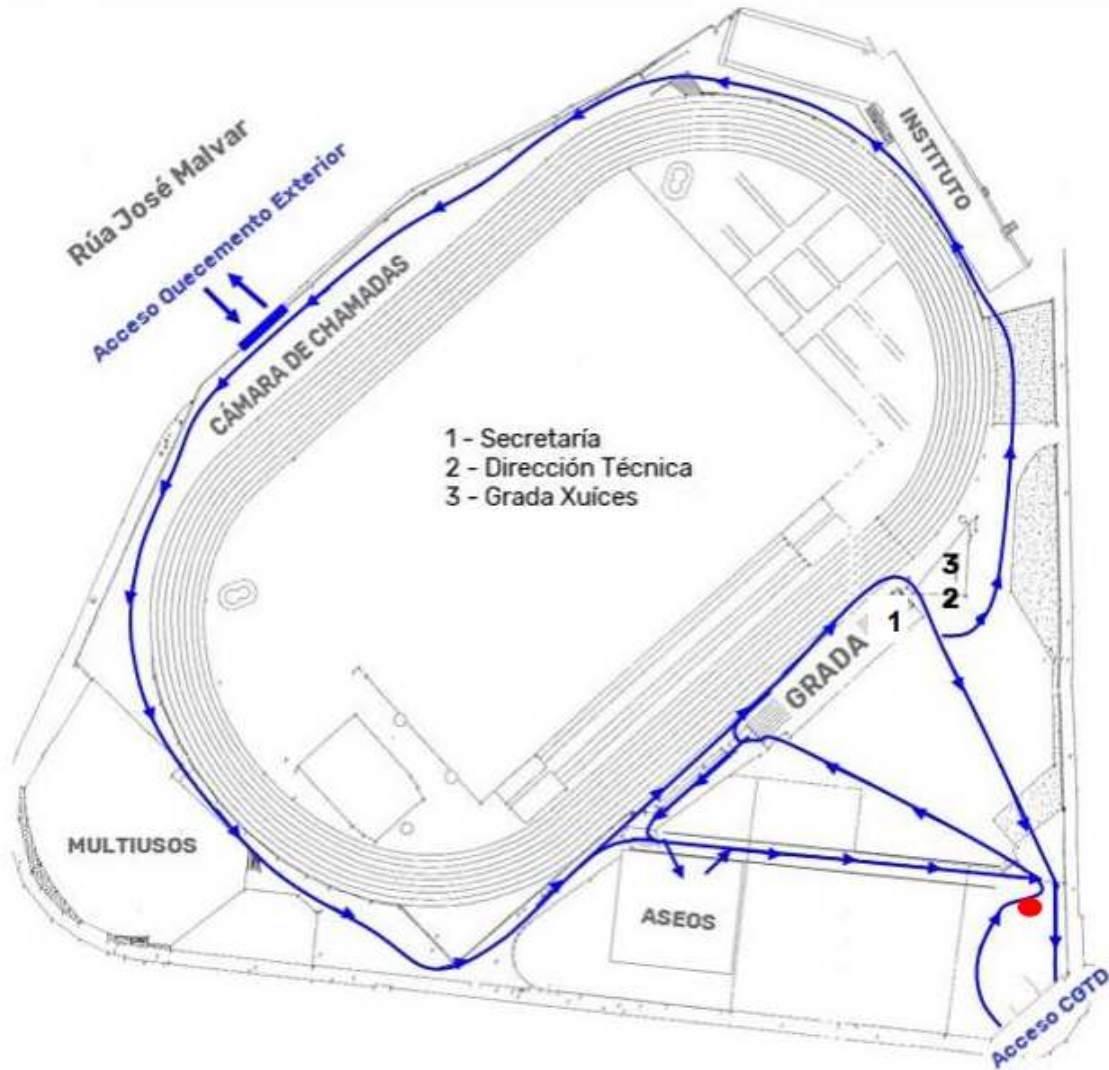 INSTITUTO
Rúa José Malvar
Acceso Quecemento Exterior
CÁMARA DE CHAMADAS
1 - Secretaría
2 - Dirección Técnica
3 - Grada Xuíces
3
2
1
GRADA
MULTIUSOS
ASEOS
Acceso CGTD